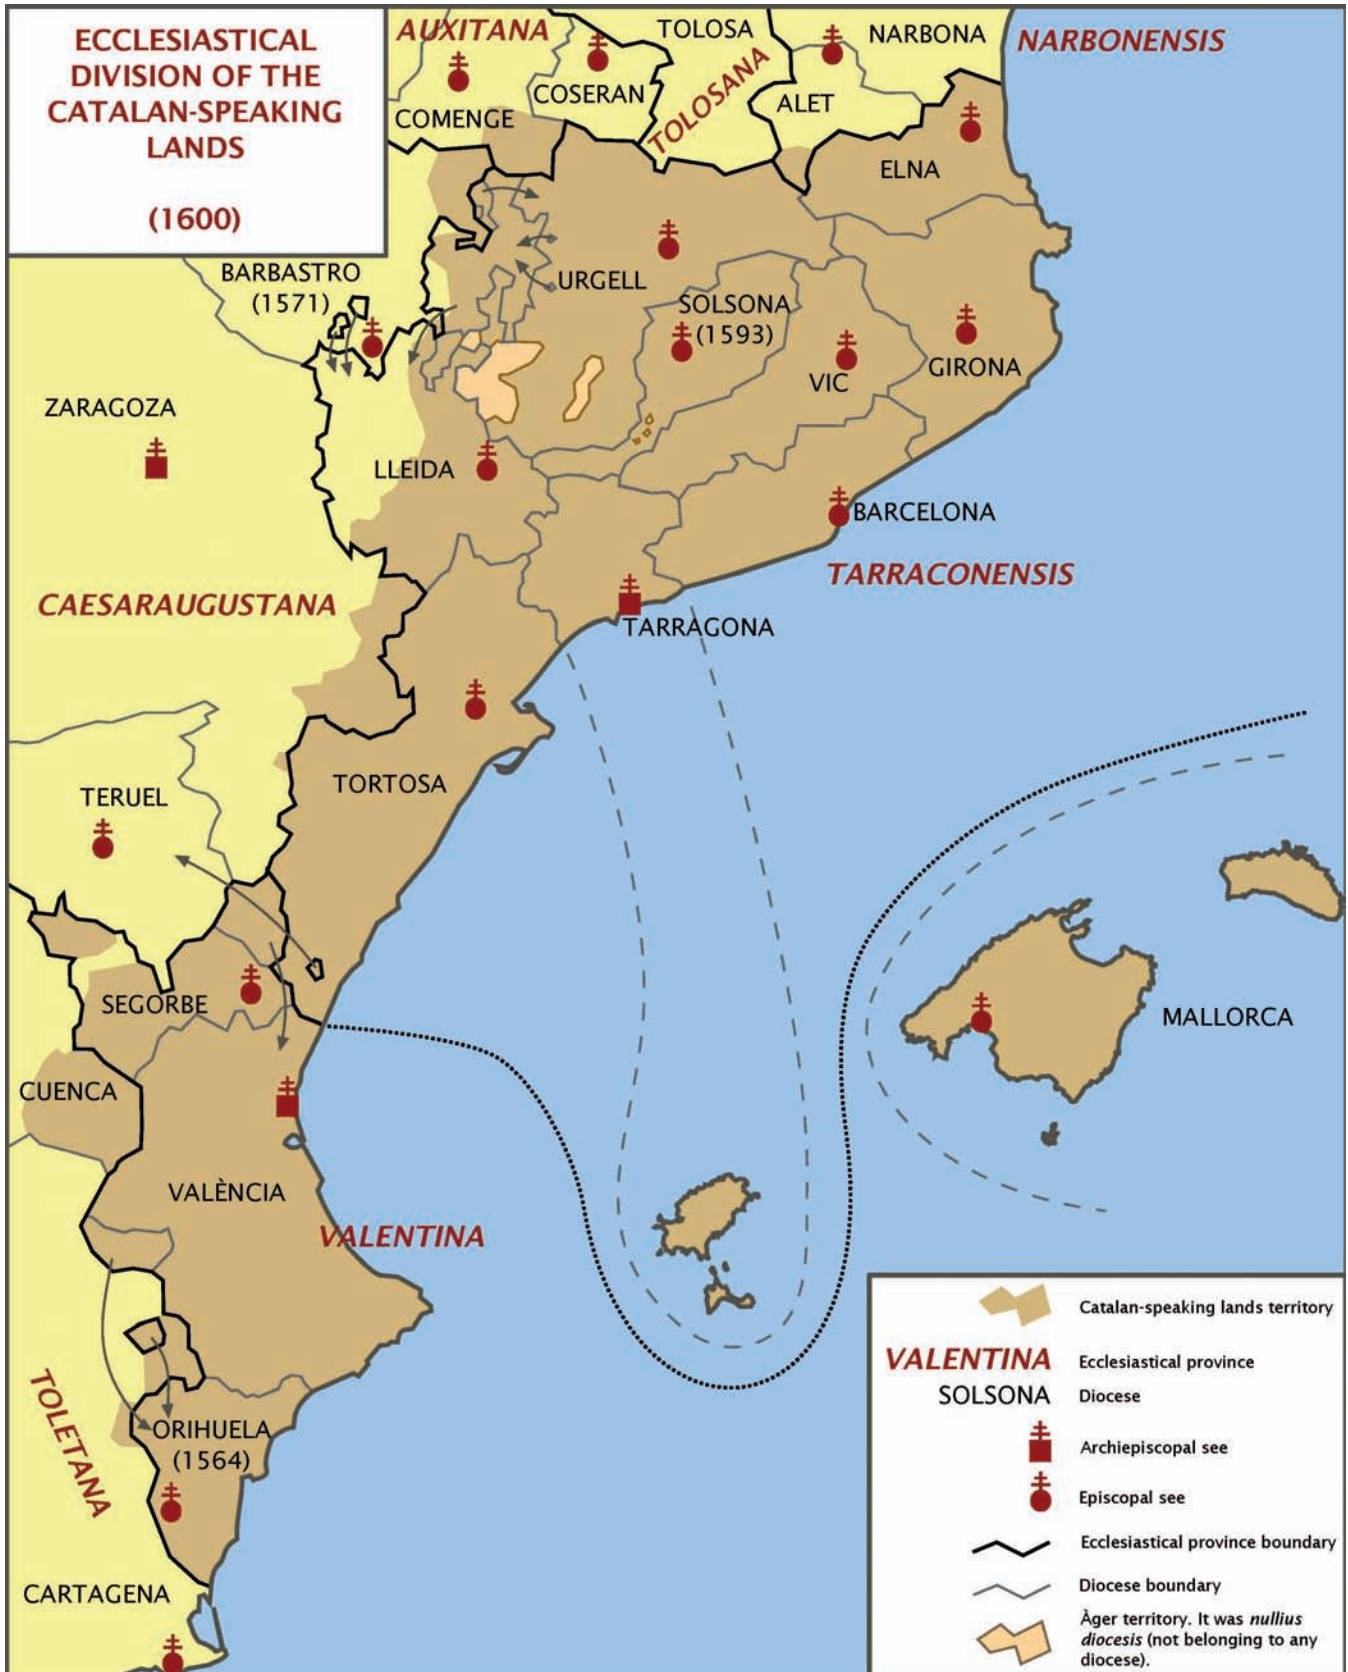 ECCLESIASTICAL
DIVISION OF THE
CATALAN-SPEAKING
LANDS
(1600)
AUXITANA
TOLOSA
NARBONA
NARBONENSIS
COSERAN
COMENGE
TOLOSANA
ALET
ELNA
BARBASTRO
(1571)
URGELL
SOLSONA
(1593)
VIC
GIRONA
ZARAGOZA
LLEIDA
BARCELONA
TARRACONENSIS
CAESARAUGUSTANA
TARRAGONA
TORTOSA
TERUEL
SEGORBE
MALLORCA
CUENCA
VALÈNCIA
VALENTINA
TOLETANA
ORIHUELA
(1564)
CARTAGENA
Catalan-speaking lands territory
VALENTINA Ecclesiastical province
SOLSONA Diocese
Archiepiscopal see
Episcopal see
Ecclesiastical province boundary
Diocese boundary
Àger territory. It was nullius
diocesis (not belonging to any
diocese).